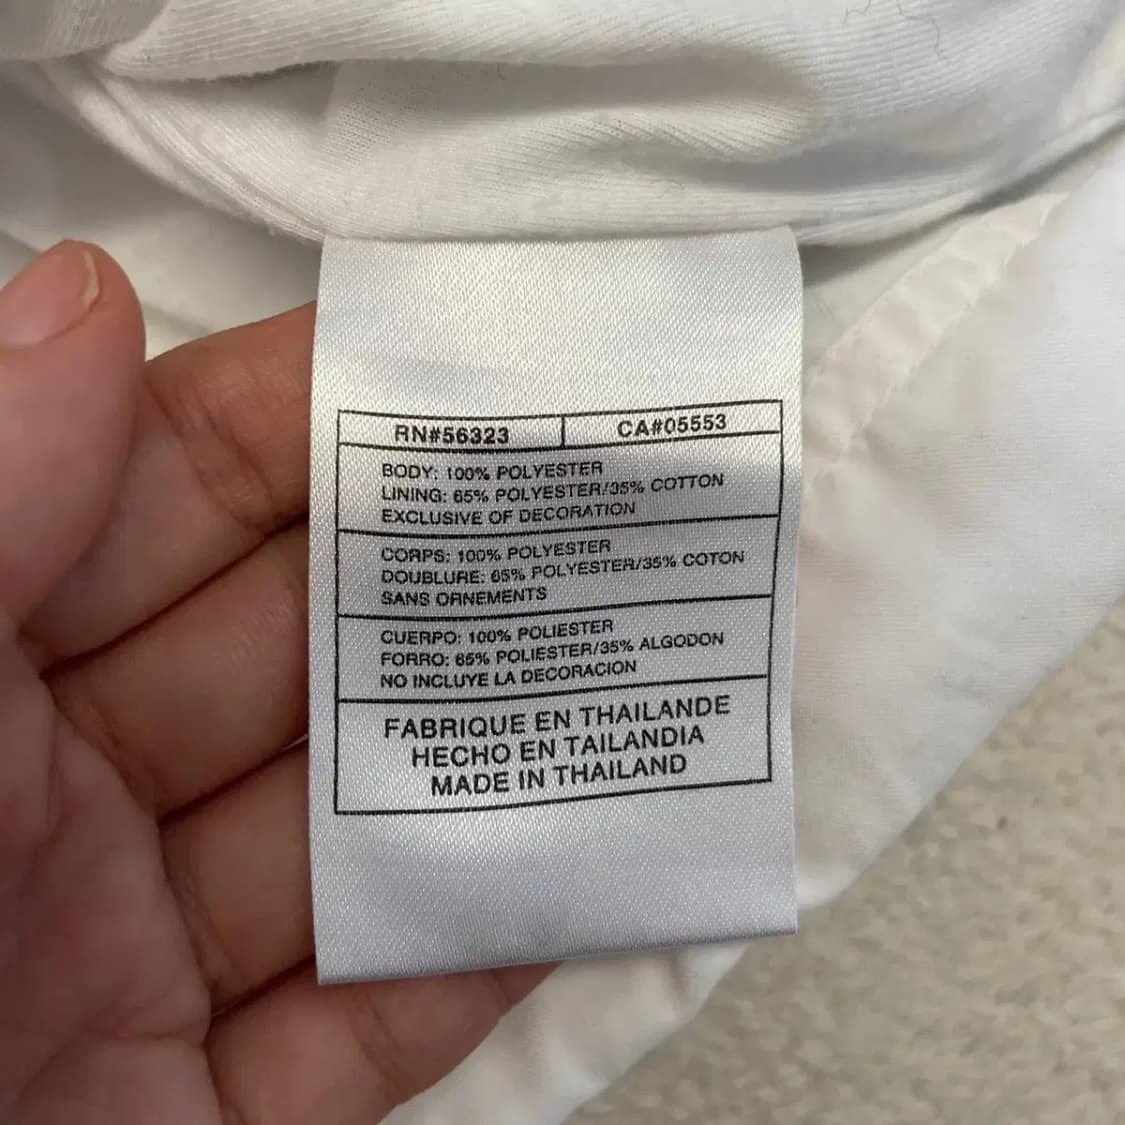 RN#56323 CA#05553
BODY: 100% POLYESTER
LINING: 65% POLYESTER/35% COTTON
EXCLUSIVE OF DECORATION
CORPS: 100% POLYESTER
DOUBLURE: 65% POLYESTER/35% COTON
SANS ORNEMENTS
CUERPO: 100% POLIESTER
FORRO: 65% POLIESTER/35% ALGODON
NO INCLUYE LA DECORACION
FABRIQUE EN THAILANDE
HECHO EN TAILANDIA
MADE IN THAILAND